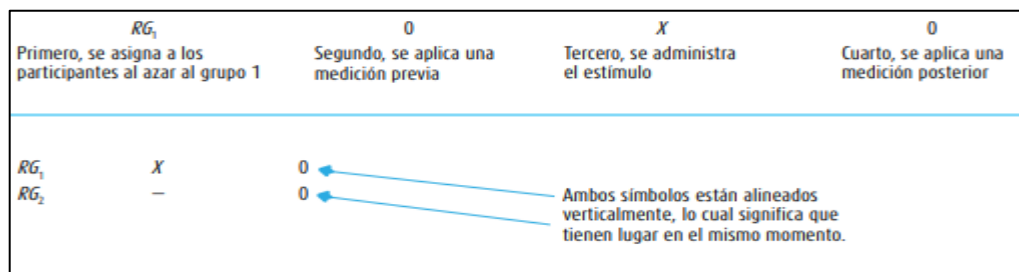 RG₁ 0 X 0
Primero, se asigna a los Segundo, se aplica una Tercero, se administra Cuarto, se aplica una
participantes al azar al grupo 1 medición previa el estímulo medición posterior
RG₁ X 0
RG₂ — 0
Ambos símbolos están alineados
verticalmente, lo cual significa que
tienen lugar en el mismo momento.